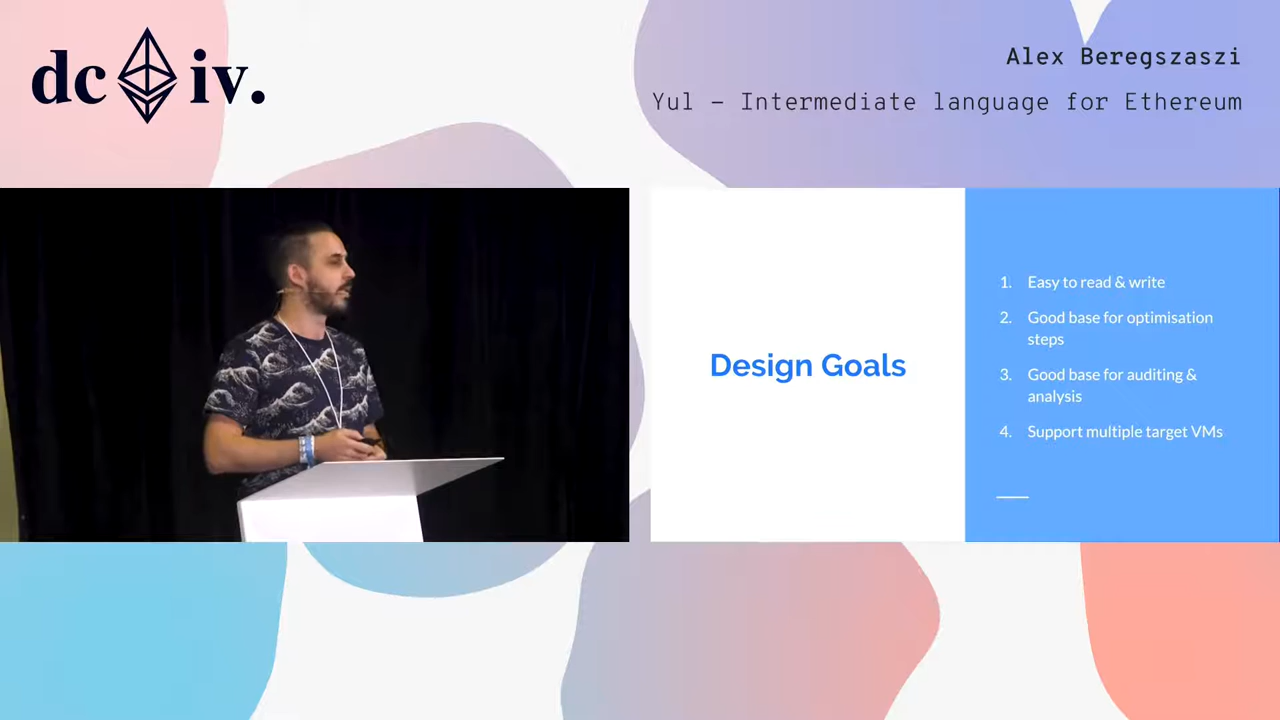 dc iv.
Alex Beregszaszi
Yul – Intermediate language for Ethereum
Design Goals
1. Easy to read & write
2. Good base for optimisation
steps
3. Good base for auditing &
analysis
4. Support multiple target VMs